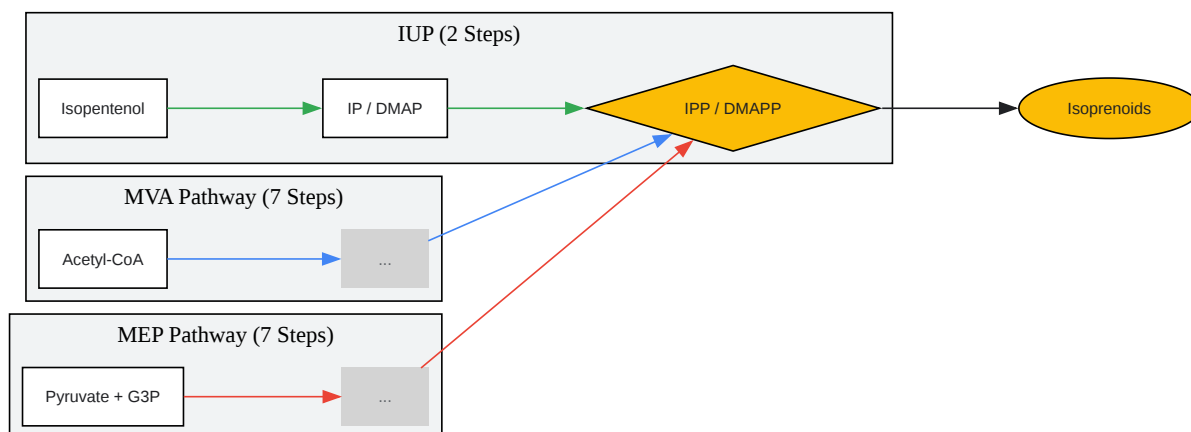 IUP (2 Steps)
Isopentenol
IP / DMAP
IPP / DMAPP
Isoprenoids
MVA Pathway (7 Steps)
Acetyl-CoA
...
MEP Pathway (7 Steps)
Pyruvate + G3P
...